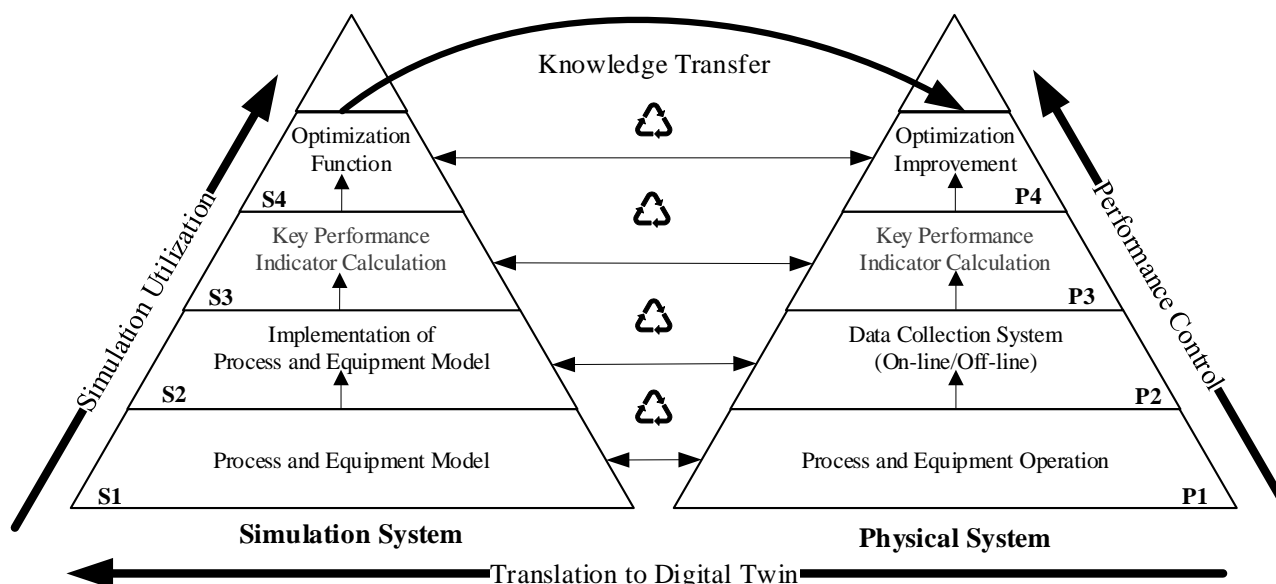 Knowledge Transfer
Simulation Utilization
Performance Control
Optimization
Function
S4
Key Performance
Indicator Calculation
S3
Implementation of
Process and Equipment Model
S2
Process and Equipment Model
S1
Simulation System
Optimization
Improvement
P4
Key Performance
Indicator Calculation
P3
Data Collection System
(On-line/Off-line)
P2
Process and Equipment Operation
P1
Physical System
Translation to Digital Twin